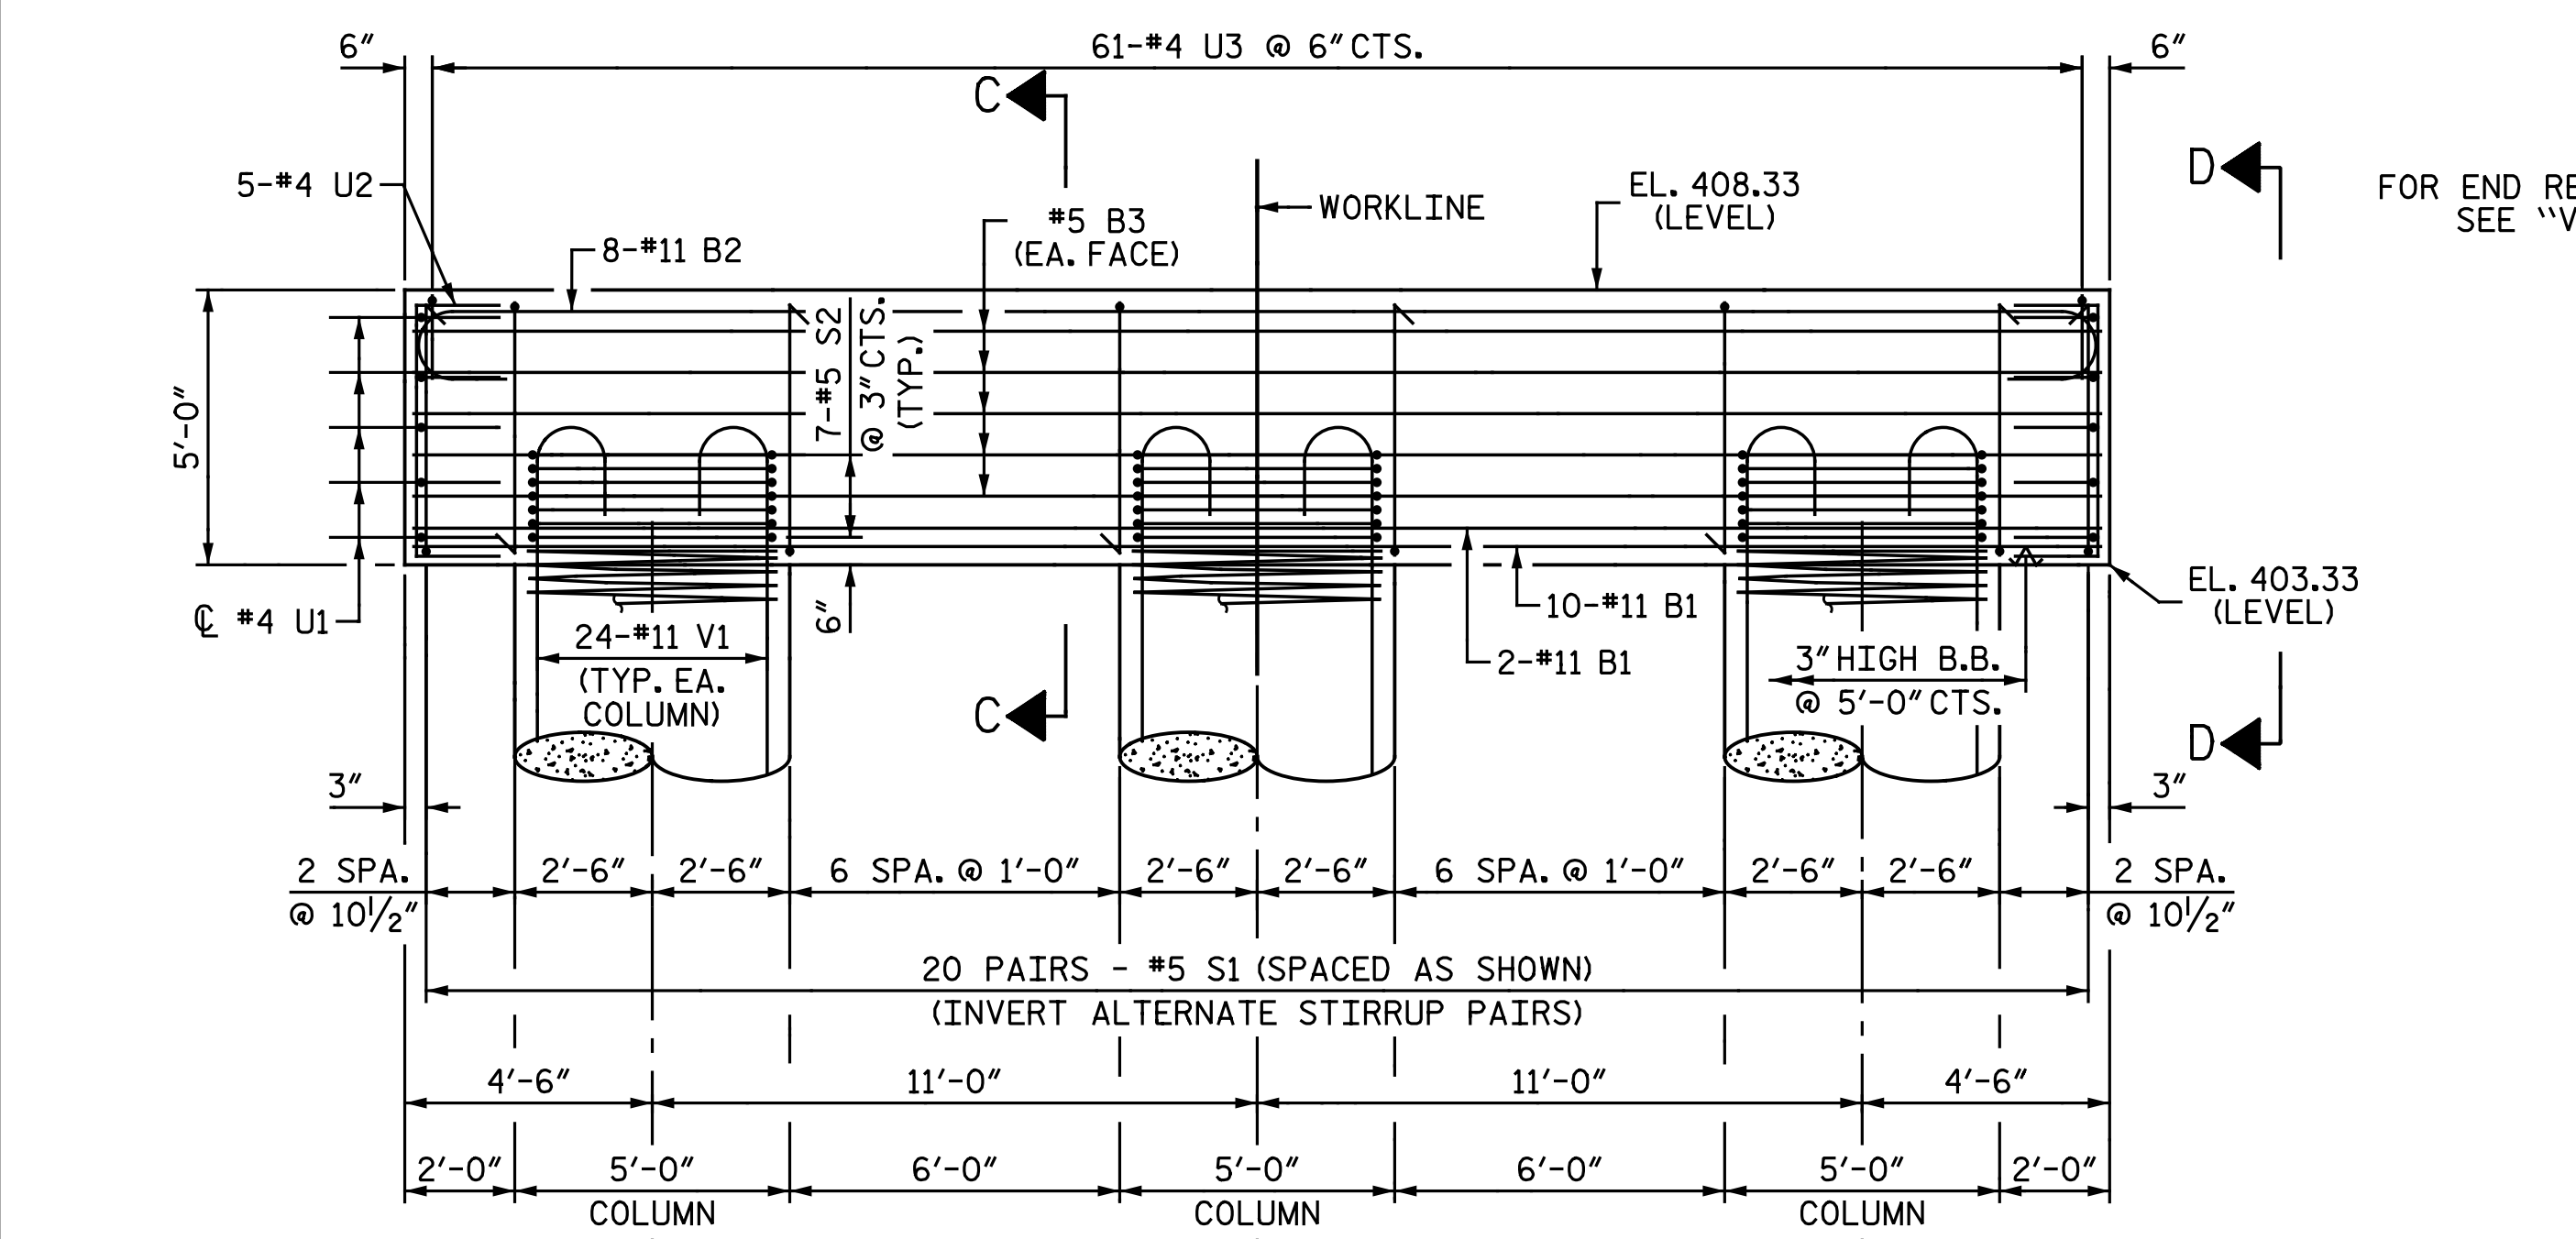 6″
61-#4 U3 @ 6″ CTS.
6″
C
D
5-#4 U2
#5 B3
(EA. FACE)
WORKLINE
EL. 408.33
(LEVEL)
FOR END RE
SEE “V
8-#11 B2
7-#5 S2
@ 3″ CTS.
(TYP.)
5′-0″
℄ #4 U1
24-#11 V1
(TYP. EA.
COLUMN)
6″
C
10-#11 B1
2-#11 B1
3″ HIGH B.B.
@ 5′-0″ CTS.
EL. 403.33
(LEVEL)
D
3″
3″
2 SPA.
@ 10½″
2′-6″
2′-6″
6 SPA. @ 1′-0″
2′-6″
2′-6″
6 SPA. @ 1′-0″
2′-6″
2′-6″
2 SPA.
@ 10½″
20 PAIRS - #5 S1 (SPACED AS SHOWN)
(INVERT ALTERNATE STIRRUP PAIRS)
4′-6″
11′-0″
11′-0″
4′-6″
2′-0″
5′-0″
6′-0″
5′-0″
6′-0″
5′-0″
2′-0″
COLUMN
COLUMN
COLUMN